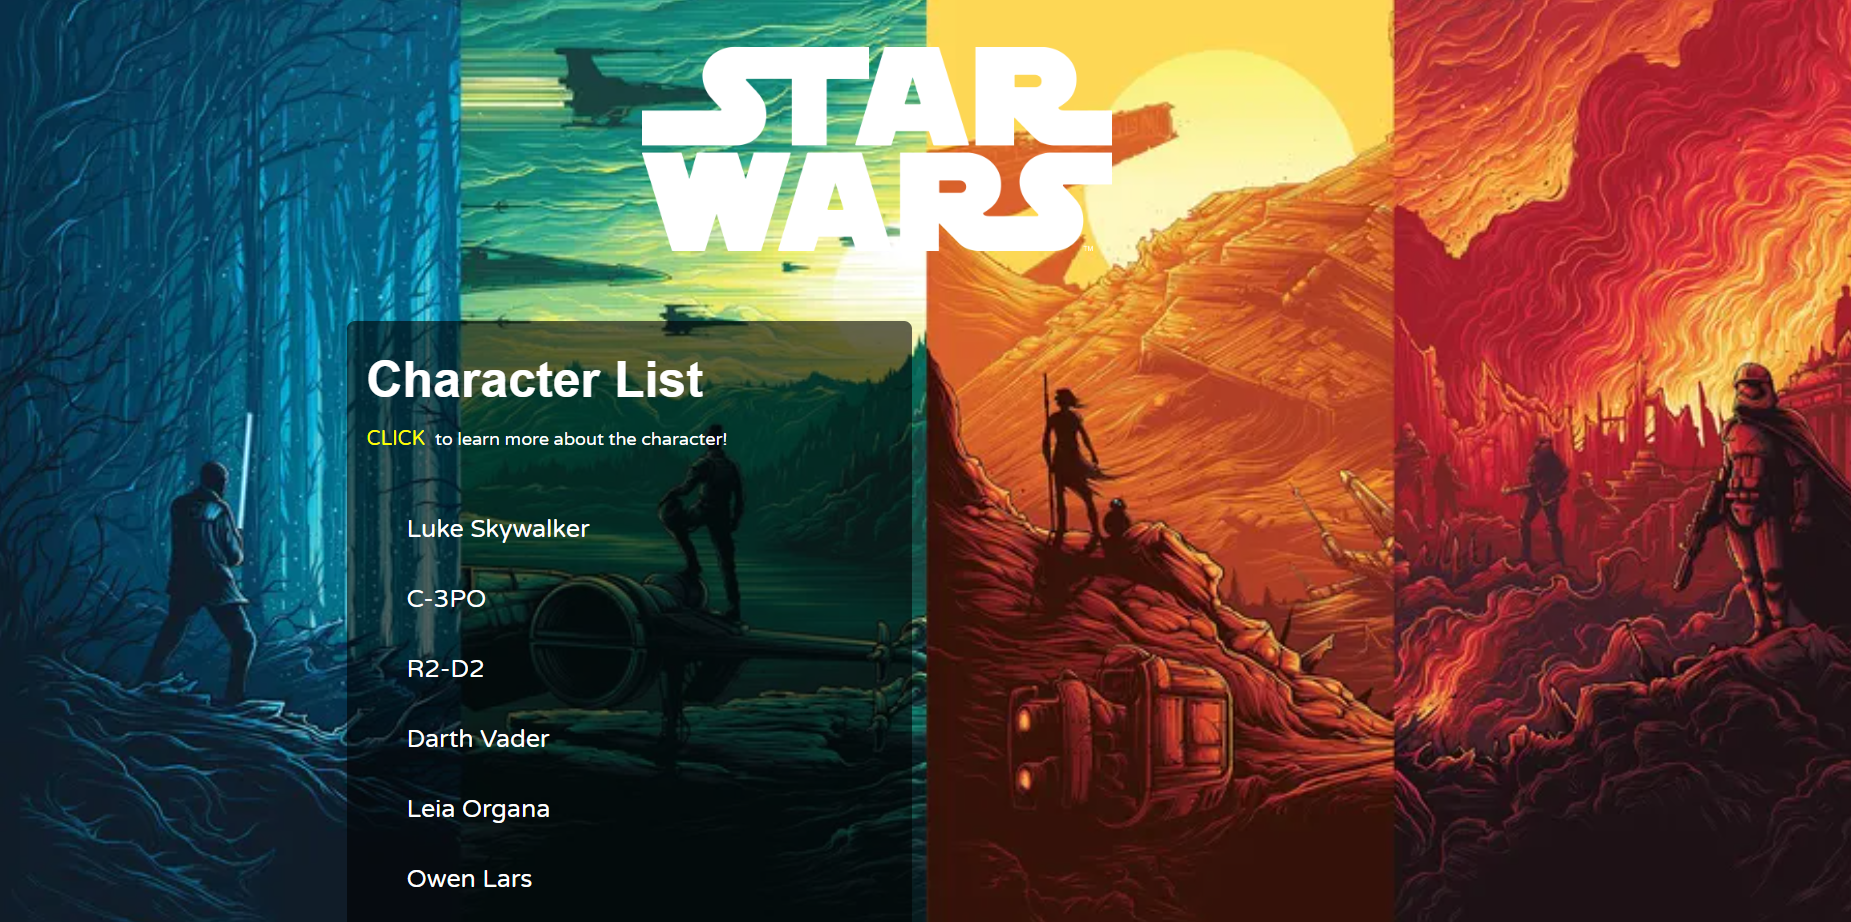 STAR
WARS
TM
Character List
CLICK to learn more about the character!
Luke Skywalker
C-3PO
R2-D2
Darth Vader
Leia Organa
Owen Lars